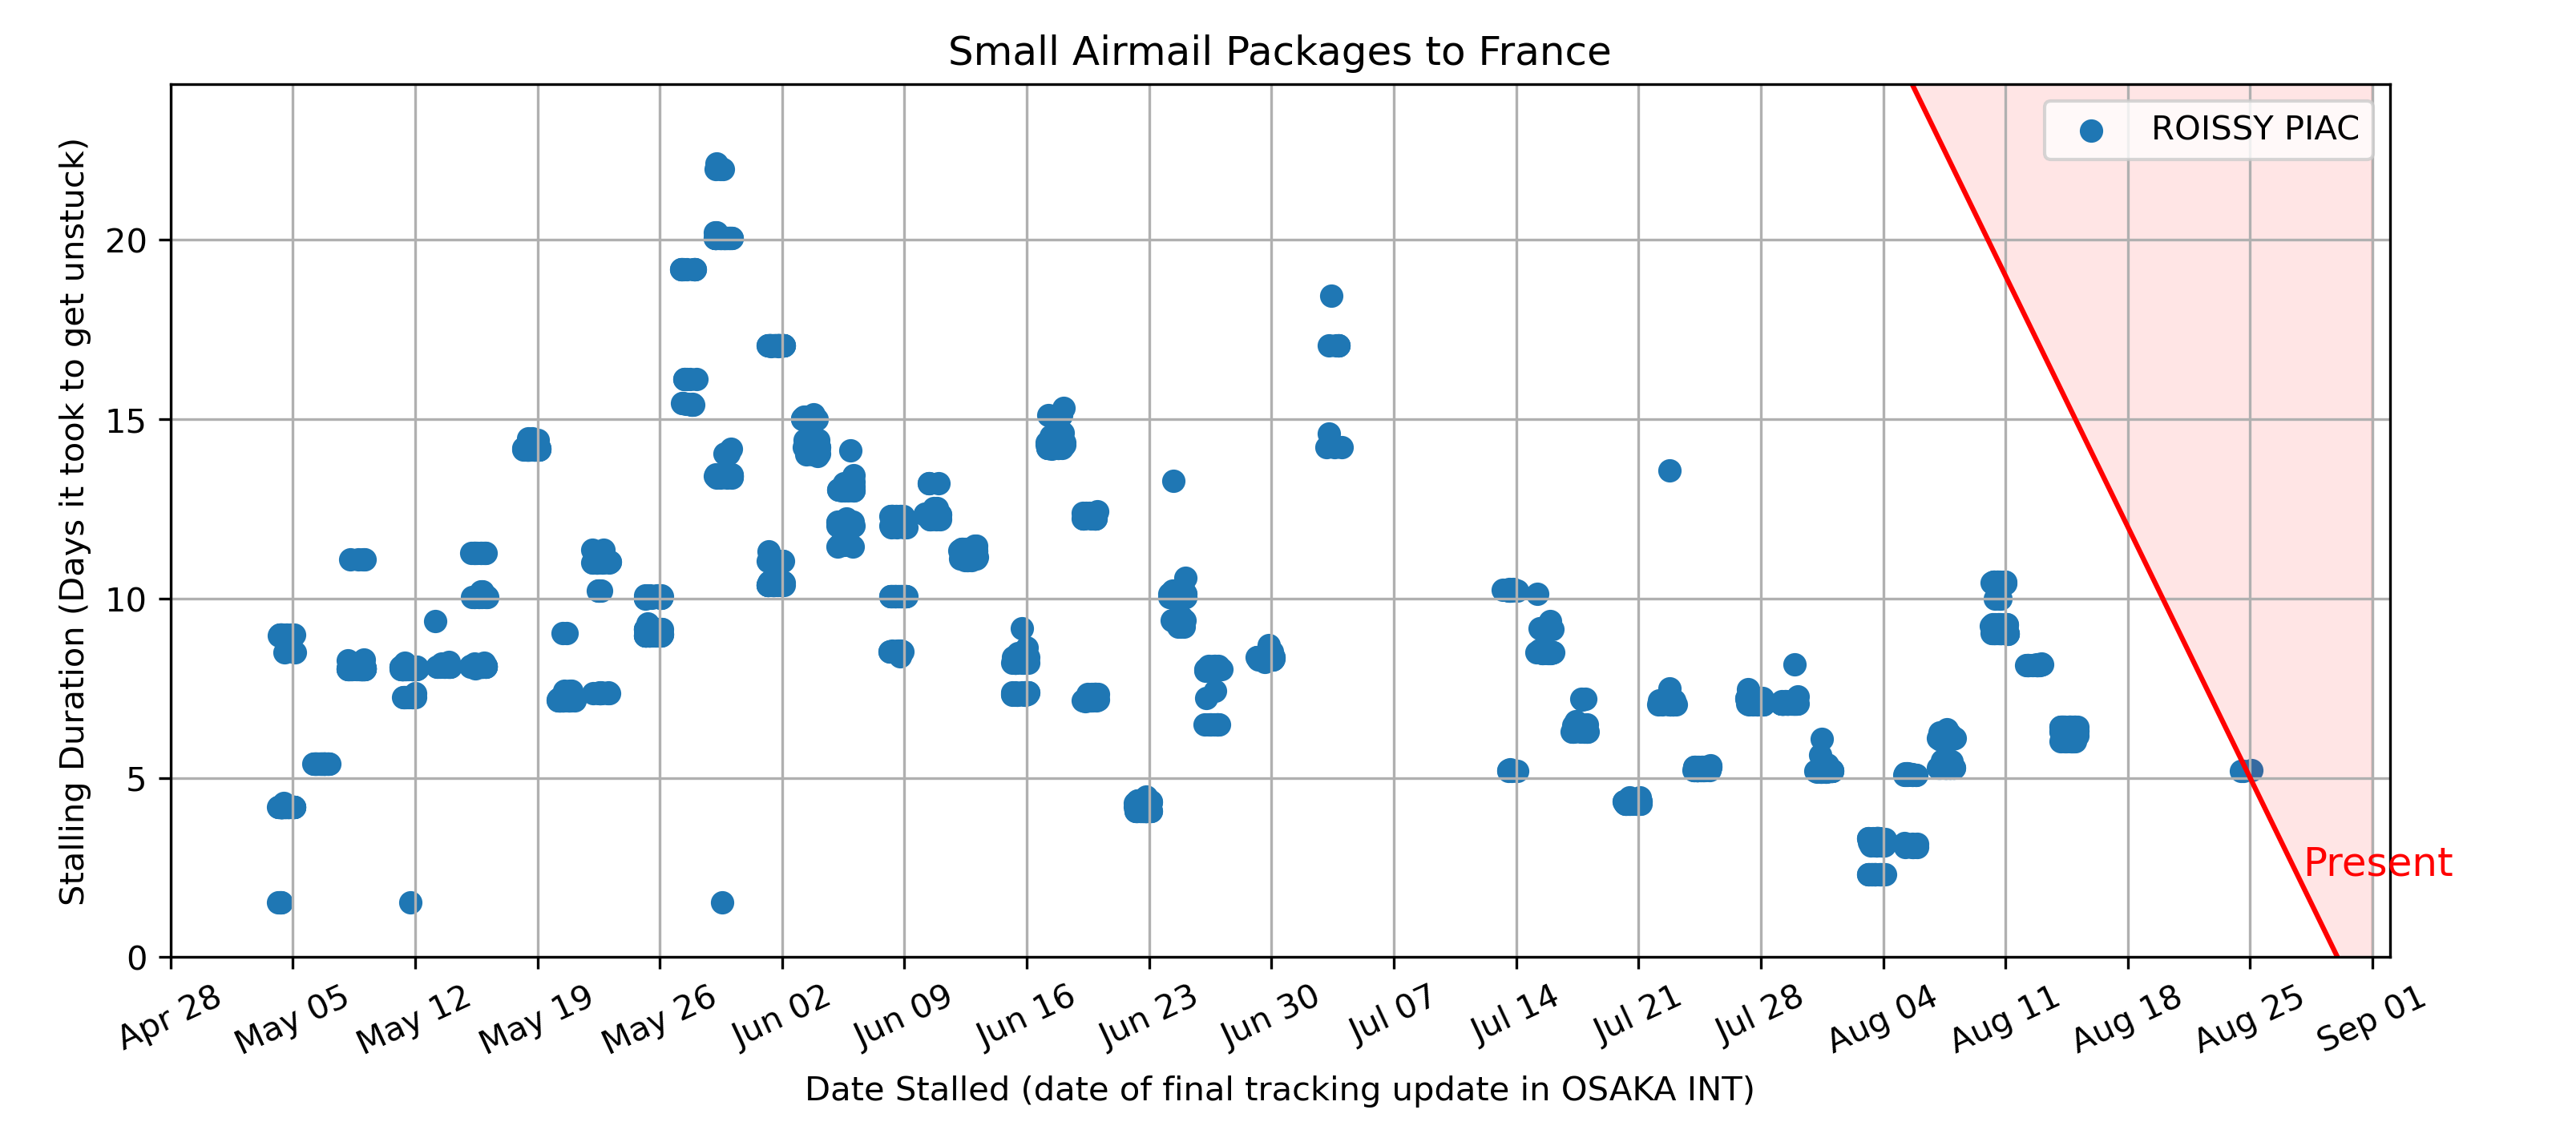 Small Airmail Packages to France
ROISSY PIAC
Stalling Duration (Days it took to get unstuck)
20
15
10
5
0
Present
Apr 28
May 05
May 12
May 19
May 26
Jun 02
Jun 09
Jun 16
Jun 23
Jun 30
Jul 07
Jul 14
Jul 21
Jul 28
Aug 04
Aug 11
Aug 18
Aug 25
Sep 01
Date Stalled (date of final tracking update in OSAKA INT)